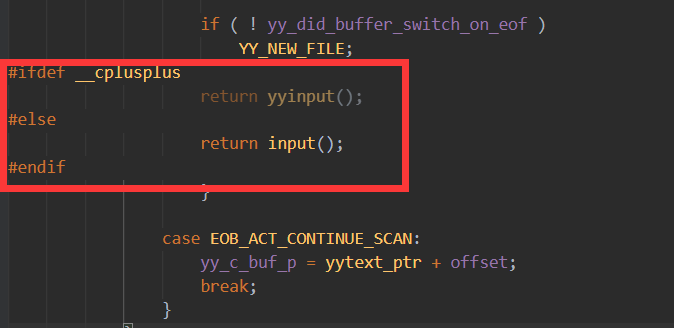 if ( ! yy_did_buffer_switch_on_eof )
YY_NEW_FILE;
#ifdef __cplusplus
return yyinput();
#else
return input();
#endif
}
case EOB_ACT_CONTINUE_SCAN:
yy_c_buf_p = yytext_ptr + offset;
break;
}